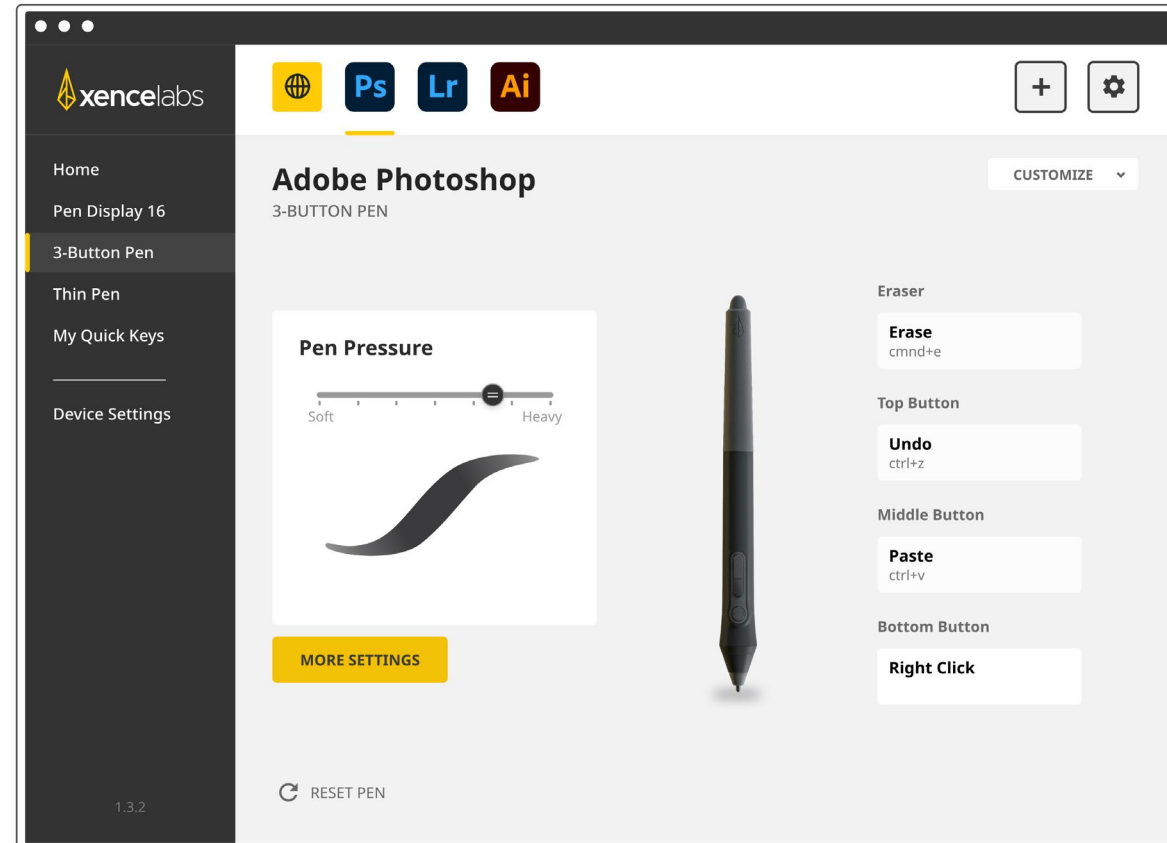 xencelabs
Ps
Lr
Ai
Home
Pen Display 16
3-Button Pen
Thin Pen
My Quick Keys
Device Settings
1.3.2
Adobe Photoshop
3-BUTTON PEN
CUSTOMIZE
Pen Pressure
Soft Heavy
MORE SETTINGS
RESET PEN
Eraser
Erase
cmnd+e
Top Button
Undo
ctrl+z
Middle Button
Paste
ctrl+v
Bottom Button
Right Click